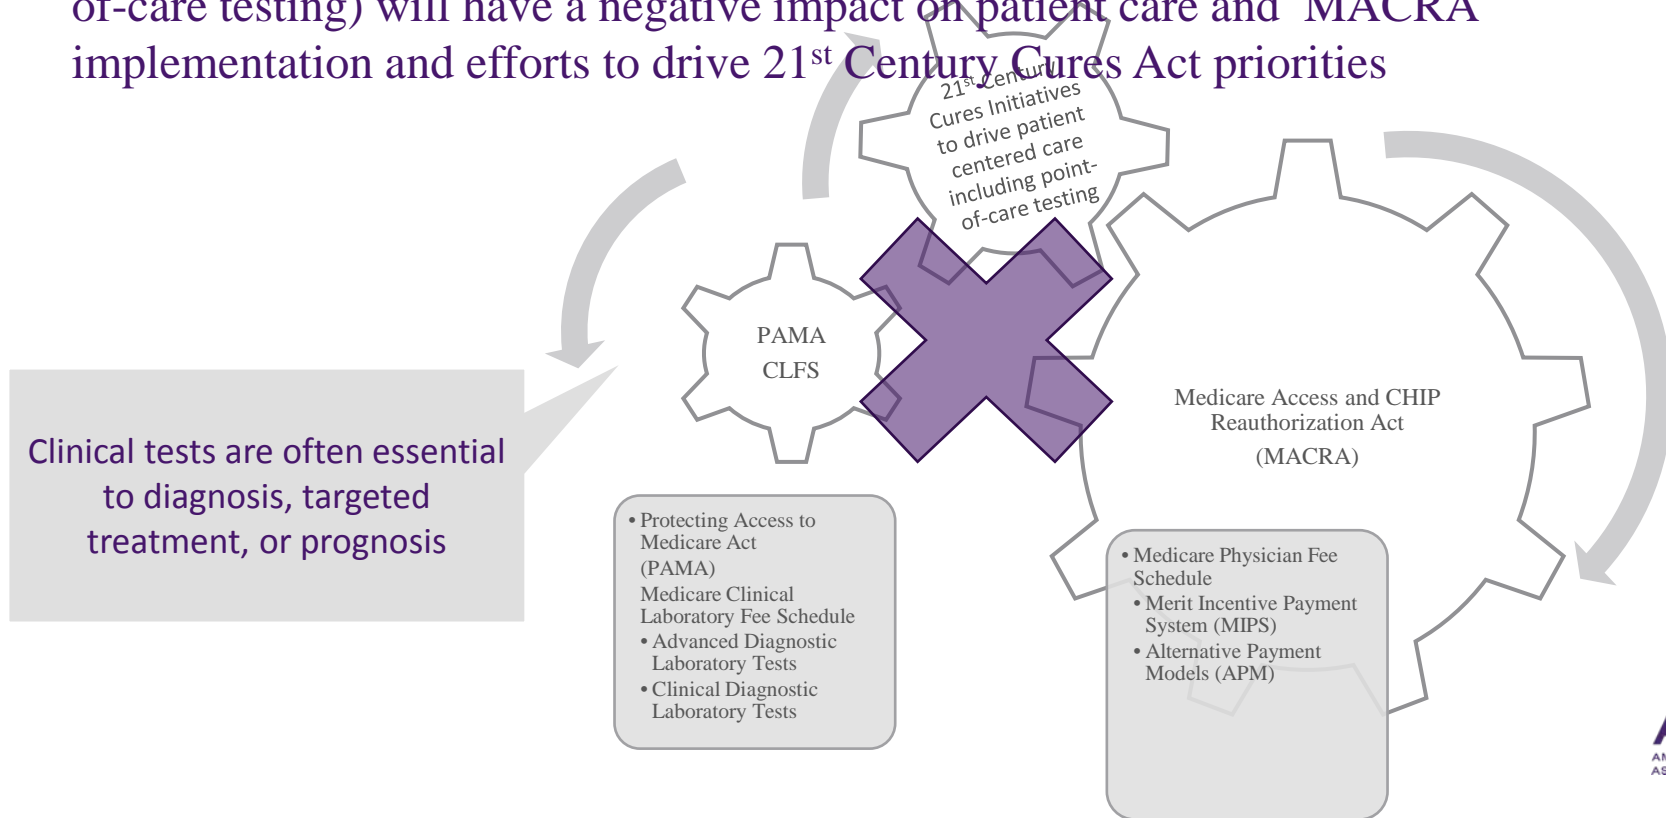 of-care testing) will have a negative impact on patient care and MACRA
implementation and efforts to drive 21st Century Cures Act priorities
21st Century
Cures Initiatives
to drive patient
centered care
including point-
of-care testing
PAMA
CLFS
Medicare Access and CHIP
Reauthorization Act
(MACRA)
Clinical tests are often essential
to diagnosis, targeted
treatment, or prognosis
• Protecting Access to
Medicare Act
(PAMA)
Medicare Clinical
Laboratory Fee Schedule
• Advanced Diagnostic
Laboratory Tests
• Clinical Diagnostic
Laboratory Tests
• Medicare Physician Fee
Schedule
• Merit Incentive Payment
System (MIPS)
• Alternative Payment
Models (APM)